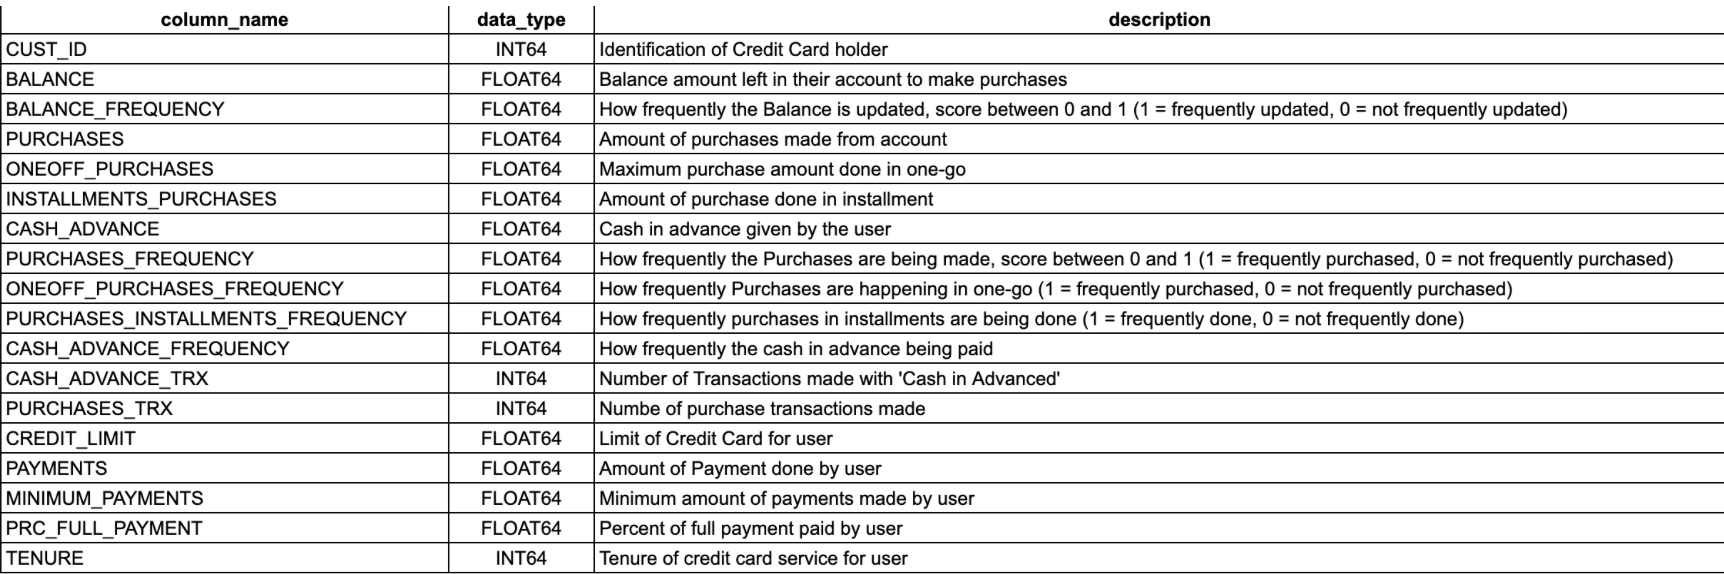 column_name data_type description
CUST_ID INT64 Identification of Credit Card holder
BALANCE FLOAT64 Balance amount left in their account to make purchases
BALANCE_FREQUENCY FLOAT64 How frequently the Balance is updated, score between 0 and 1 (1 = frequently updated, 0 = not frequently updated)
PURCHASES FLOAT64 Amount of purchases made from account
ONEOFF_PURCHASES FLOAT64 Maximum purchase amount done in one-go
INSTALLMENTS_PURCHASES FLOAT64 Amount of purchase done in installment
CASH_ADVANCE FLOAT64 Cash in advance given by the user
PURCHASES_FREQUENCY FLOAT64 How frequently the Purchases are being made, score between 0 and 1 (1 = frequently purchased, 0 = not frequently purchased)
ONEOFF_PURCHASES_FREQUENCY FLOAT64 How frequently Purchases are happening in one-go (1 = frequently purchased, 0 = not frequently purchased)
PURCHASES_INSTALLMENTS_FREQUENCY FLOAT64 How frequently purchases in installments are being done (1 = frequently done, 0 = not frequently done)
CASH_ADVANCE_FREQUENCY FLOAT64 How frequently the cash in advance being paid
CASH_ADVANCE_TRX INT64 Number of Transactions made with 'Cash in Advanced'
PURCHASES_TRX INT64 Numbe of purchase transactions made
CREDIT_LIMIT FLOAT64 Limit of Credit Card for user
PAYMENTS FLOAT64 Amount of Payment done by user
MINIMUM_PAYMENTS FLOAT64 Minimum amount of payments made by user
PRC_FULL_PAYMENT FLOAT64 Percent of full payment paid by user
TENURE INT64 Tenure of credit card service for user